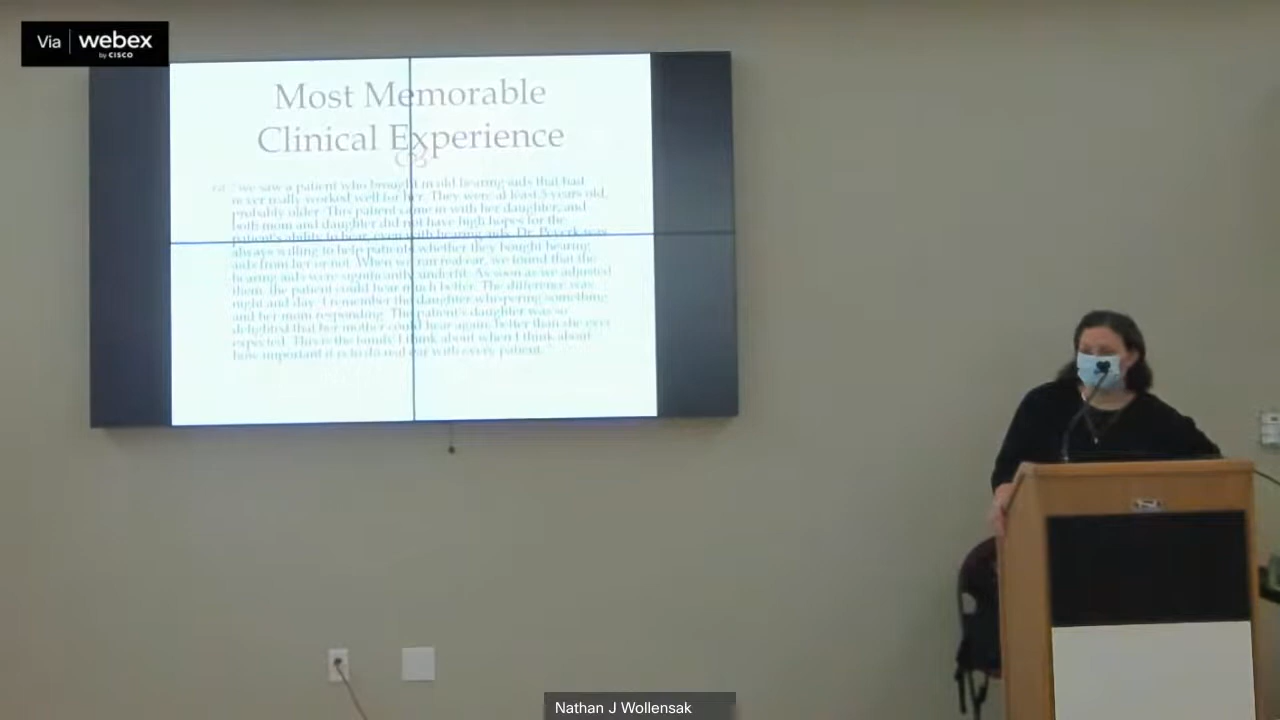 Via webex
by CISCO
Most Memorable
Clinical Experience
we saw a patient who brought in old hearing aids that had
never really worked well for her. They were at least 5 years old,
probably older. This patient came in with her daughter, and
both mom and daughter did not have high hopes for the
patient's ability to hear, even with hearing aids. Dr. was
always willing to help patients whether they bought hearing
aids from her or not. When we ran real ear, we found that the
hearing aids were significantly underfit. As soon as we adjusted
them, the patient could hear much better. The difference was
night and day. I remember the daughter whispering something
and her mom responding. The patient's daughter was so
delighted that her mother could hear again, better than she ever
expected. This is the family I think about when I think about
how important it is to do real ear with every patient.
Nathan J Wollensak